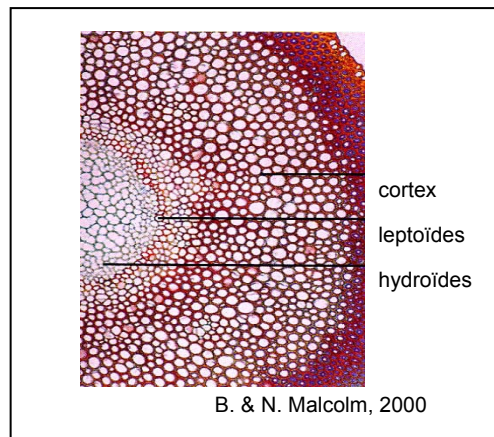 cortex
leptoïdes
hydroïdes
B. & N. Malcolm, 2000